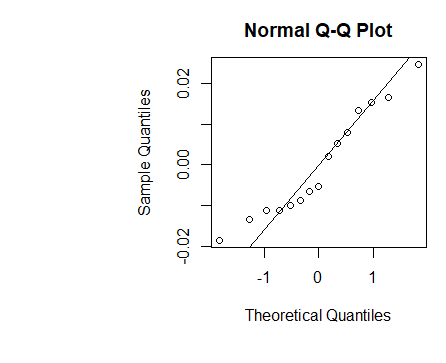 Normal Q-Q Plot
Sample Quantiles
0.02
0.00
-0.02
-1
0
1
Theoretical Quantiles